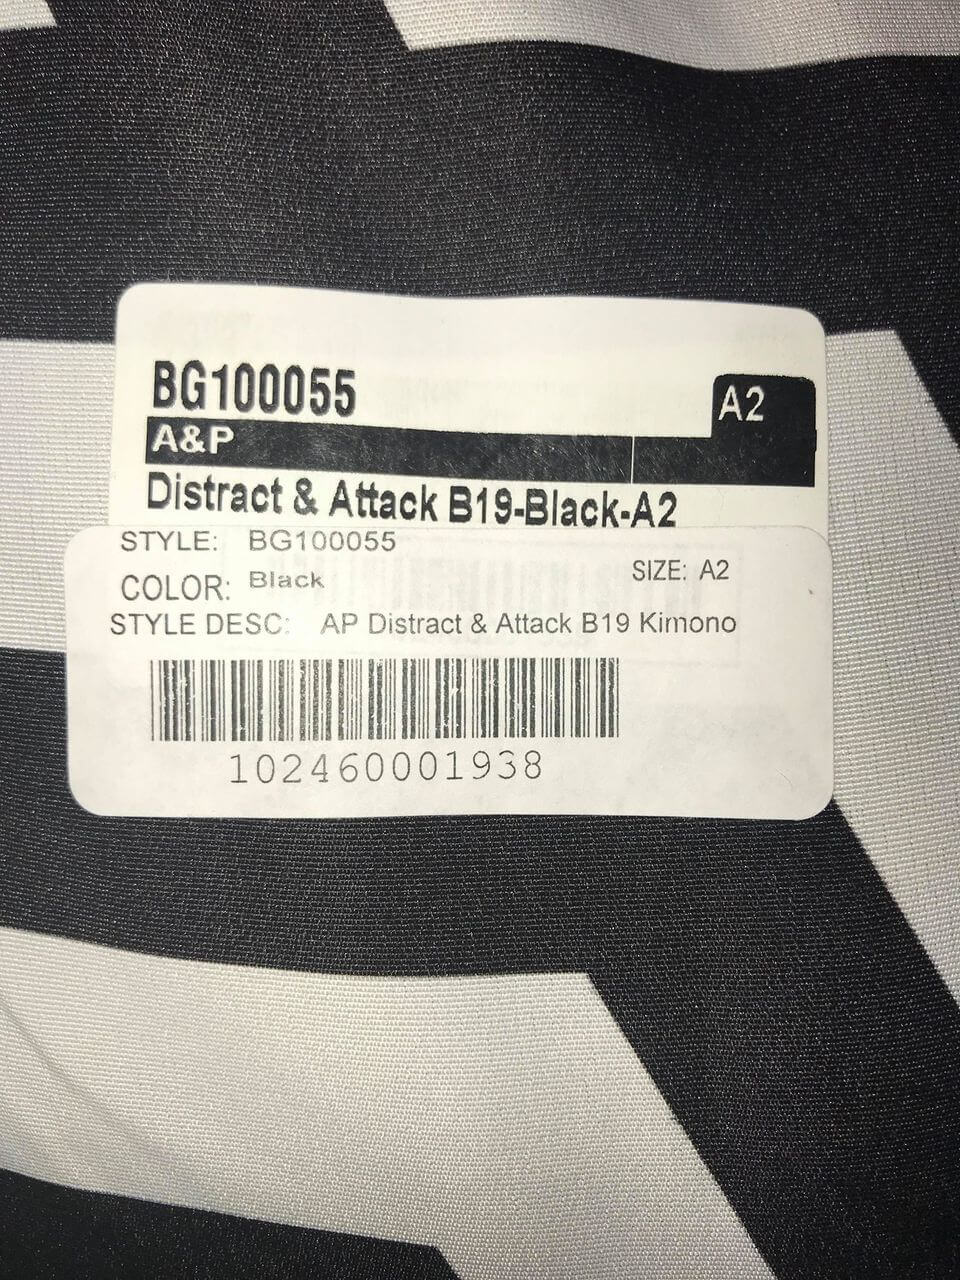 BG100055
A2
A&P
Distract & Attack B19-Black-A2
STYLE: BG100055
SIZE: A2
COLOR: Black
STYLE DESC: AP Distract & Attack B19 Kimono
102460001938